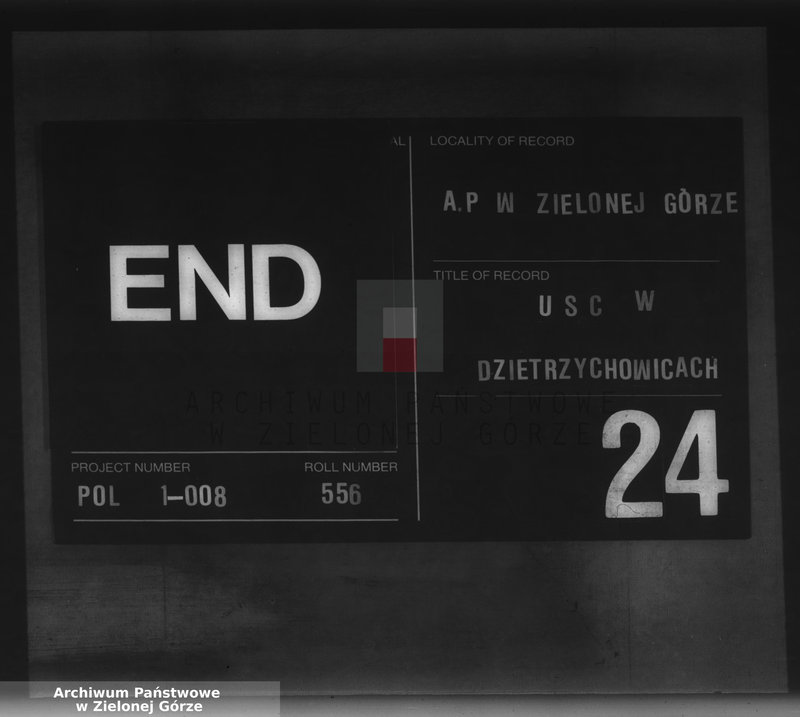 END
PROJECT NUMBER
ROLL NUMBER
POL 1-008
556
AL
LOCALITY OF RECORD
A.P W ZIELONEJ GÓRZE
TITLE OF RECORD
USC W
DZIETRZYCHOWICACH
24
ARCHIWUM PAŃSTWOWE
W ZIELONEJ GÓRZE
Archiwum Państwowe
w Zielonej Górze